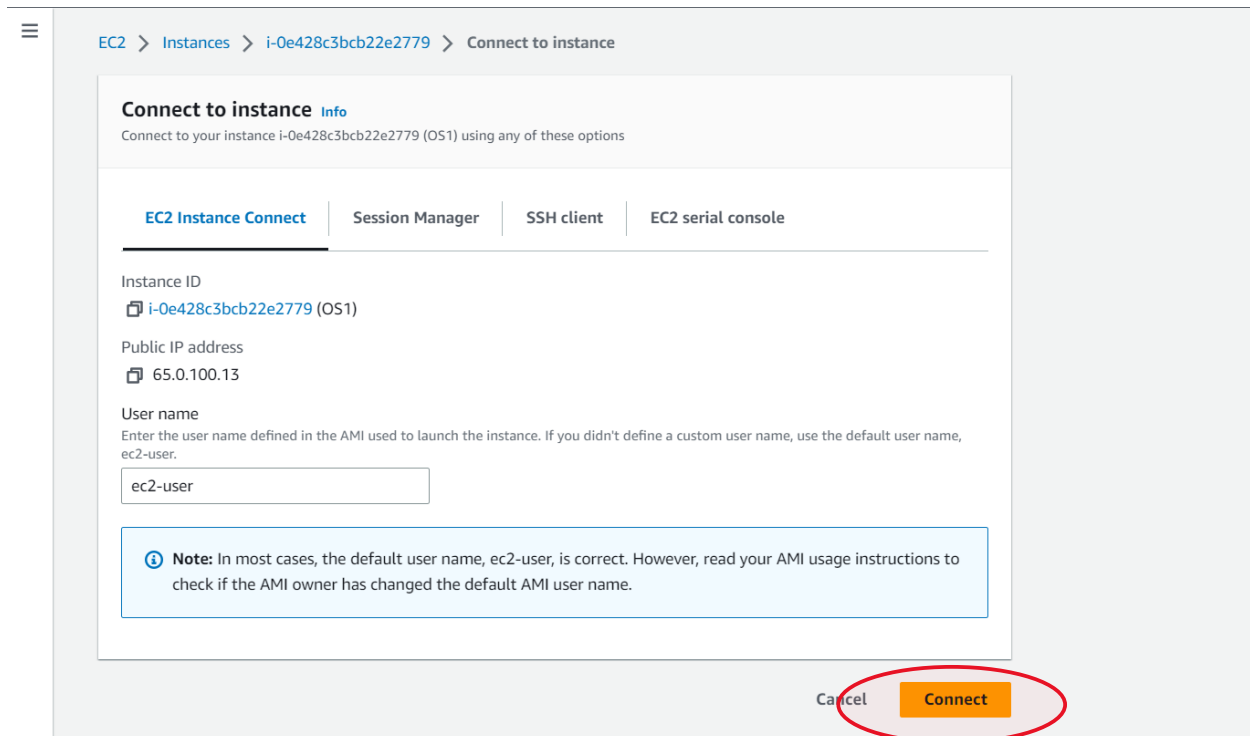 EC2 > Instances > i-0e428c3bcb22e2779 > Connect to instance
Connect to instance Info
Connect to your instance i-0e428c3bcb22e2779 (OS1) using any of these options
EC2 Instance Connect Session Manager SSH client EC2 serial console
Instance ID
i-0e428c3bcb22e2779 (OS1)
Public IP address
65.0.100.13
User name
Enter the user name defined in the AMI used to launch the instance. If you didn't define a custom user name, use the default user name,
ec2-user.
ec2-user
Note: In most cases, the default user name, ec2-user, is correct. However, read your AMI usage instructions to
check if the AMI owner has changed the default AMI user name.
Cancel Connect